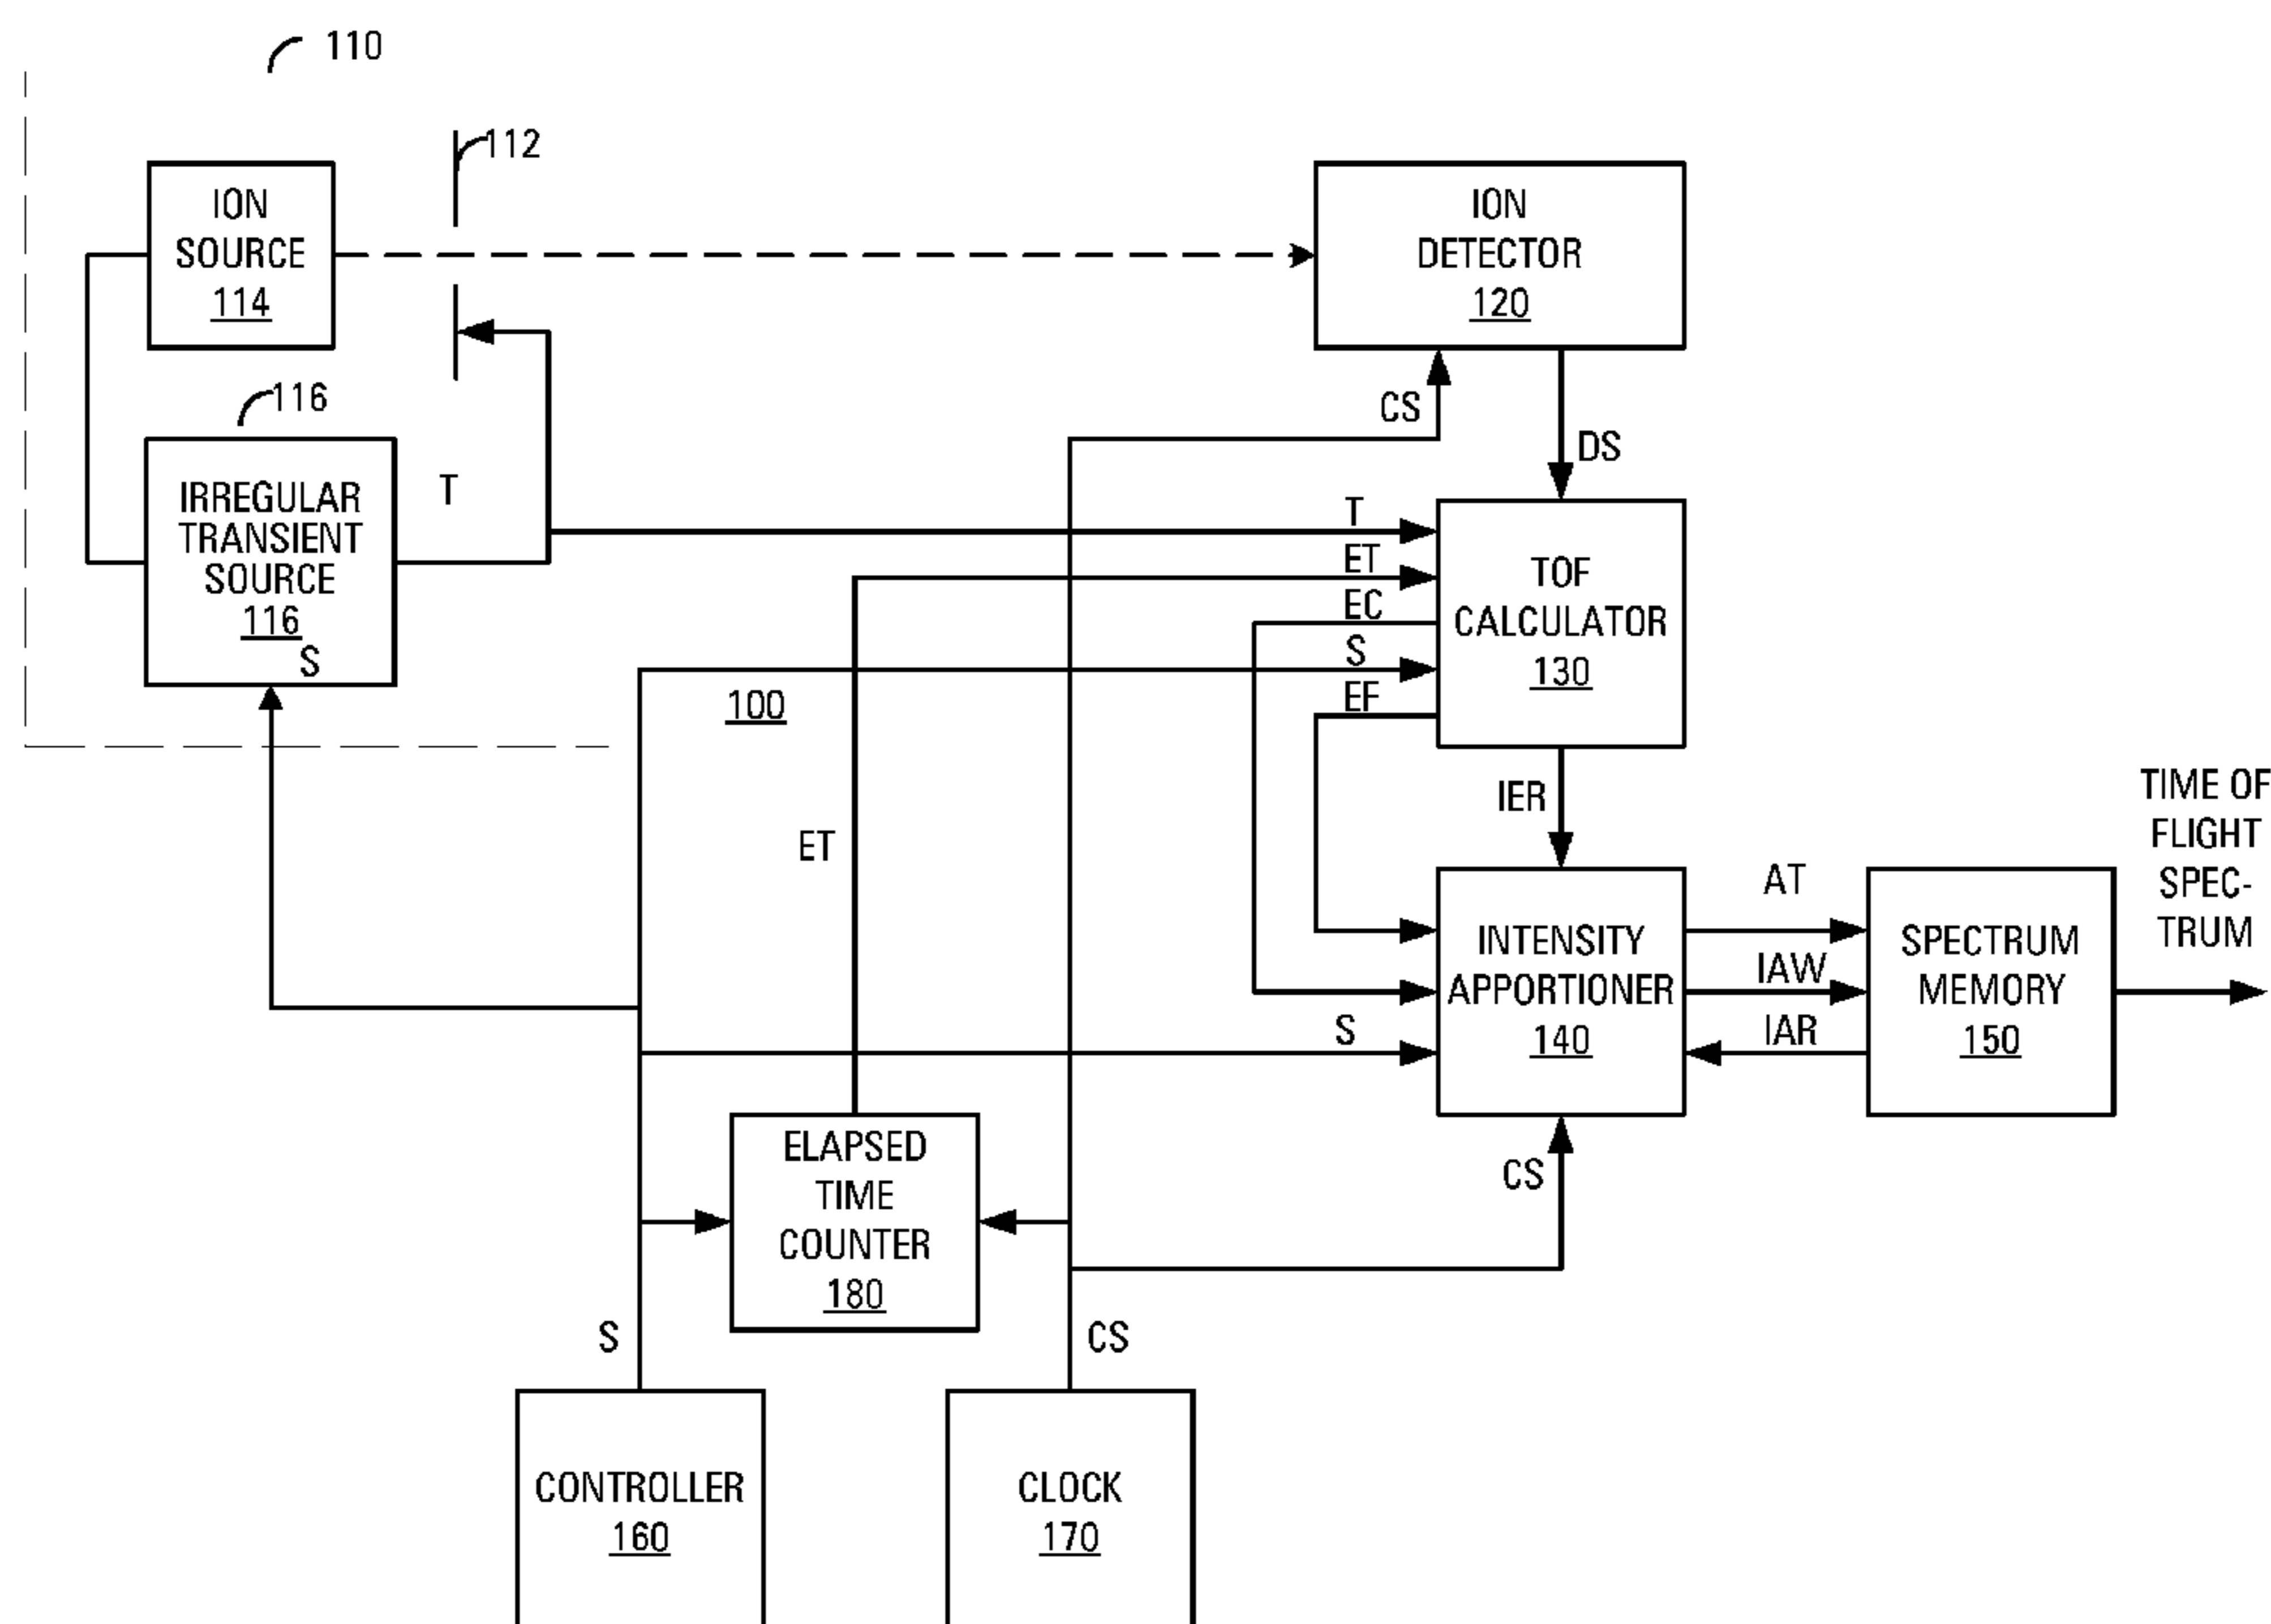 110
112
ION
SOURCE
114
ION
DETECTOR
120
116
CS
DS
T
IRREGULAR
TRANSIENT
SOURCE
116
S
T
ET
EC
S
EF
TOF
CALCULATOR
130
100
IER
ET
TIME OF
FLIGHT
SPEC-
TRUM
AT
IAW
IAR
INTENSITY
APPORTIONER
140
SPECTRUM
MEMORY
150
S
ELAPSED
TIME
COUNTER
180
CS
S
CS
CONTROLLER
160
CLOCK
170